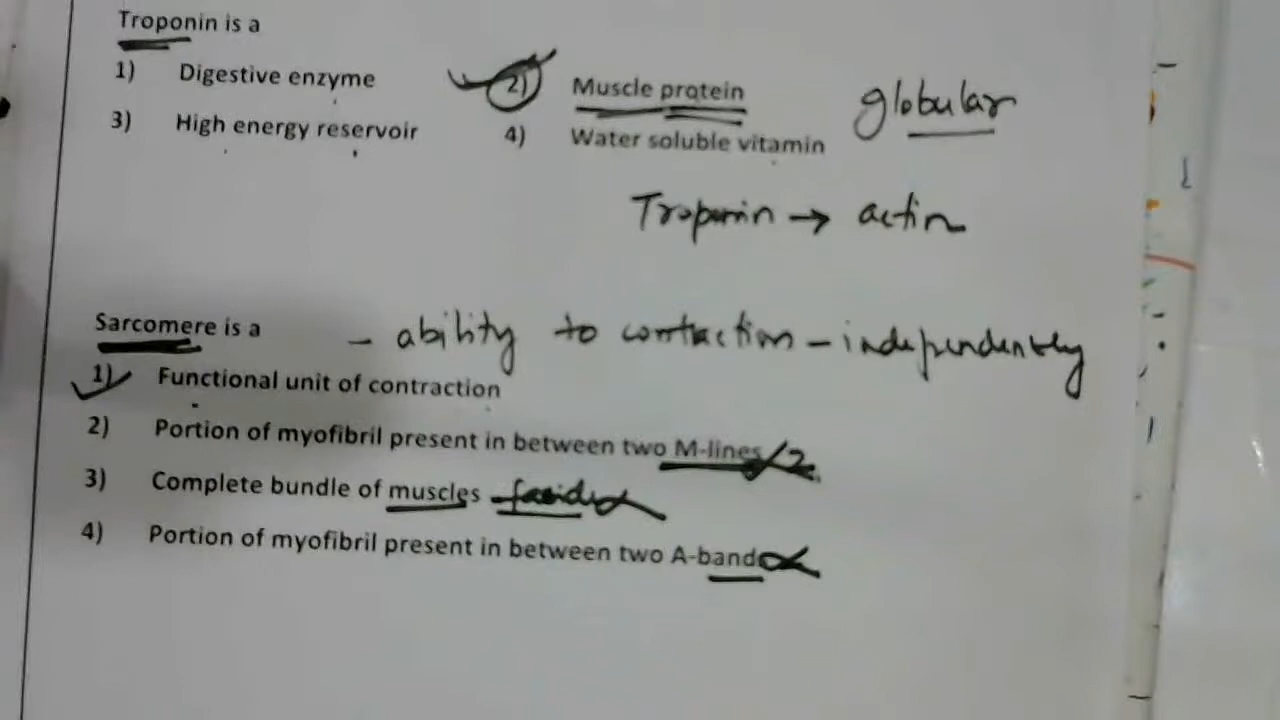 Troponin is a
1) Digestive enzyme 2) Muscle protein globular
3) High energy reservoir 4) Water soluble vitamin
Troponin → actin
Sarcomere is a - ability to contraction - independently
1) Functional unit of contraction
2) Portion of myofibril present in between two M-lines
3) Complete bundle of muscles
4) Portion of myofibril present in between two A-band